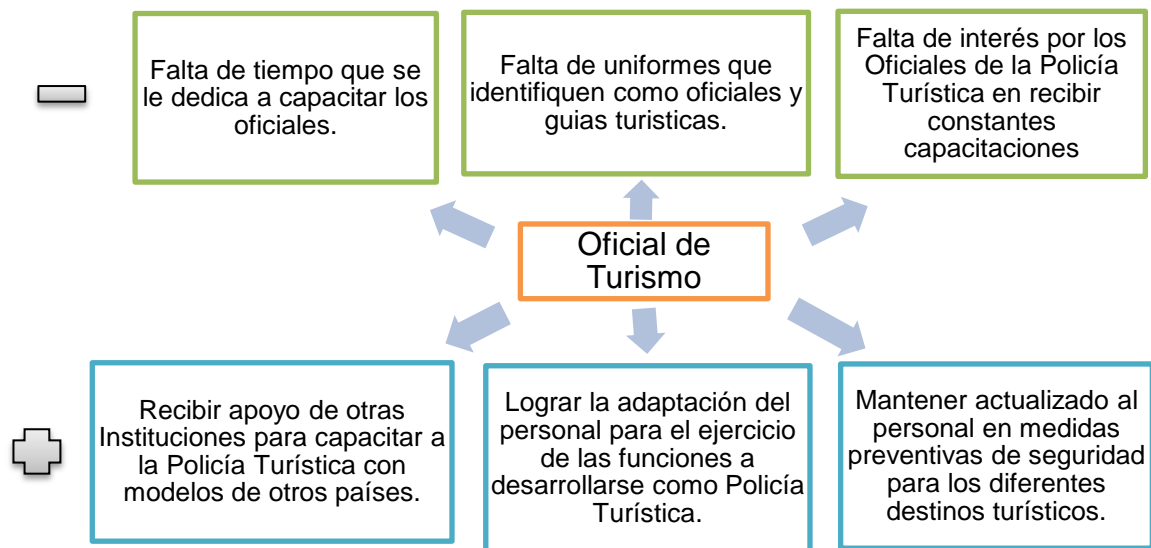 Falta de tiempo que se
le dedica a capacitar los
oficiales.
Falta de uniformes que
identifiquen como oficiales y
guias turisticas.
Falta de interés por los
Oficiales de la Policía
Turística en recibir
constantes
capacitaciones
Oficial de
Turismo
Recibir apoyo de otras
Instituciones para capacitar a
la Policía Turística con
modelos de otros países.
Lograr la adaptación del
personal para el ejercicio
de las funciones a
desarrollarse como Policía
Turística.
Mantener actualizado al
personal en medidas
preventivas de seguridad
para los diferentes
destinos turísticos.